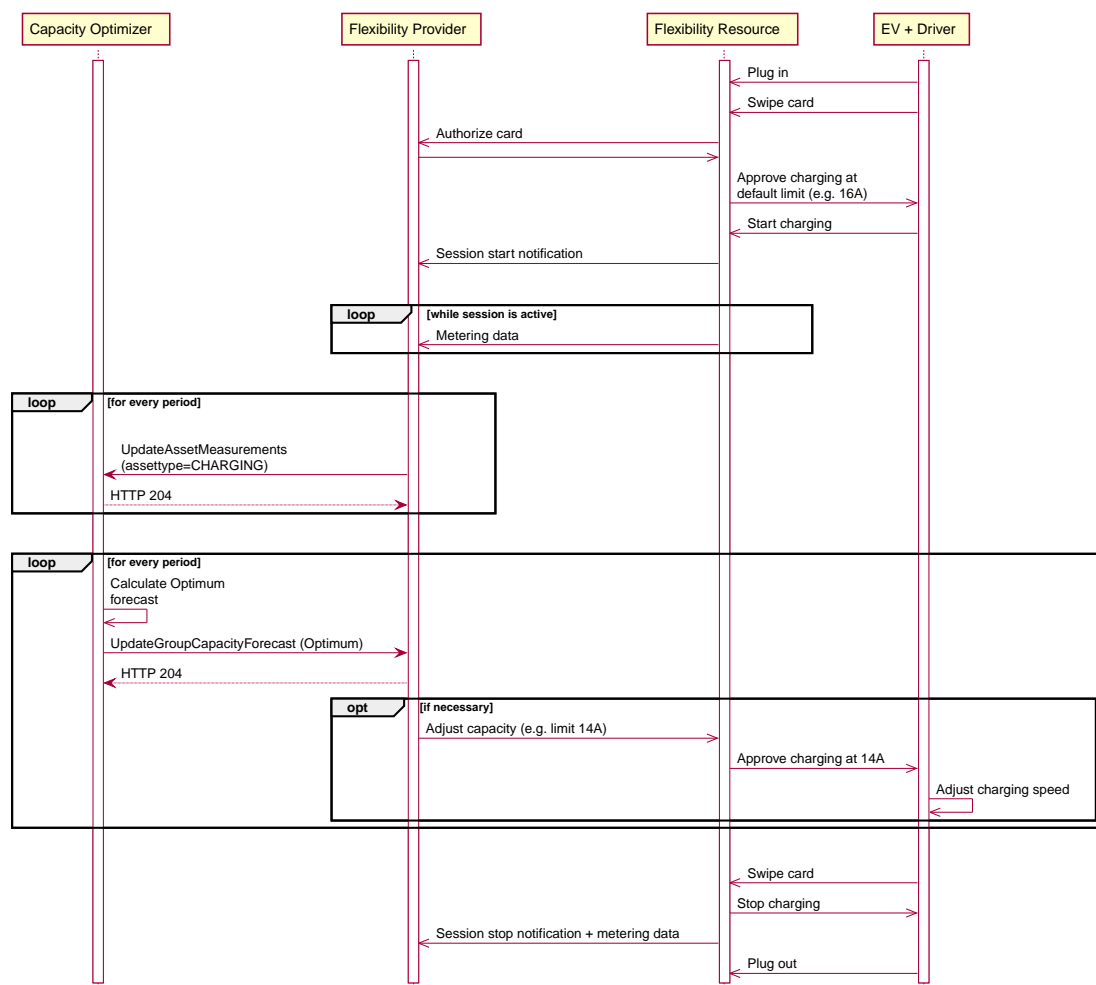 Capacity Optimizer
Flexibility Provider
Flexibility Resource
EV + Driver
Plug in
Swipe card
Authorize card
Approve charging at
default limit (e.g. 16A)
Start charging
Session start notification
loop
[while session is active]
Metering data
loop
[for every period]
UpdateAssetMeasurements
(assettype=CHARGING)
HTTP 204
loop
[for every period]
Calculate Optimum
forecast
UpdateGroupCapacityForecast (Optimum)
HTTP 204
opt
[if necessary]
Adjust capacity (e.g. limit 14A)
Approve charging at 14A
Adjust charging speed
Swipe card
Stop charging
Session stop notification + metering data
Plug out